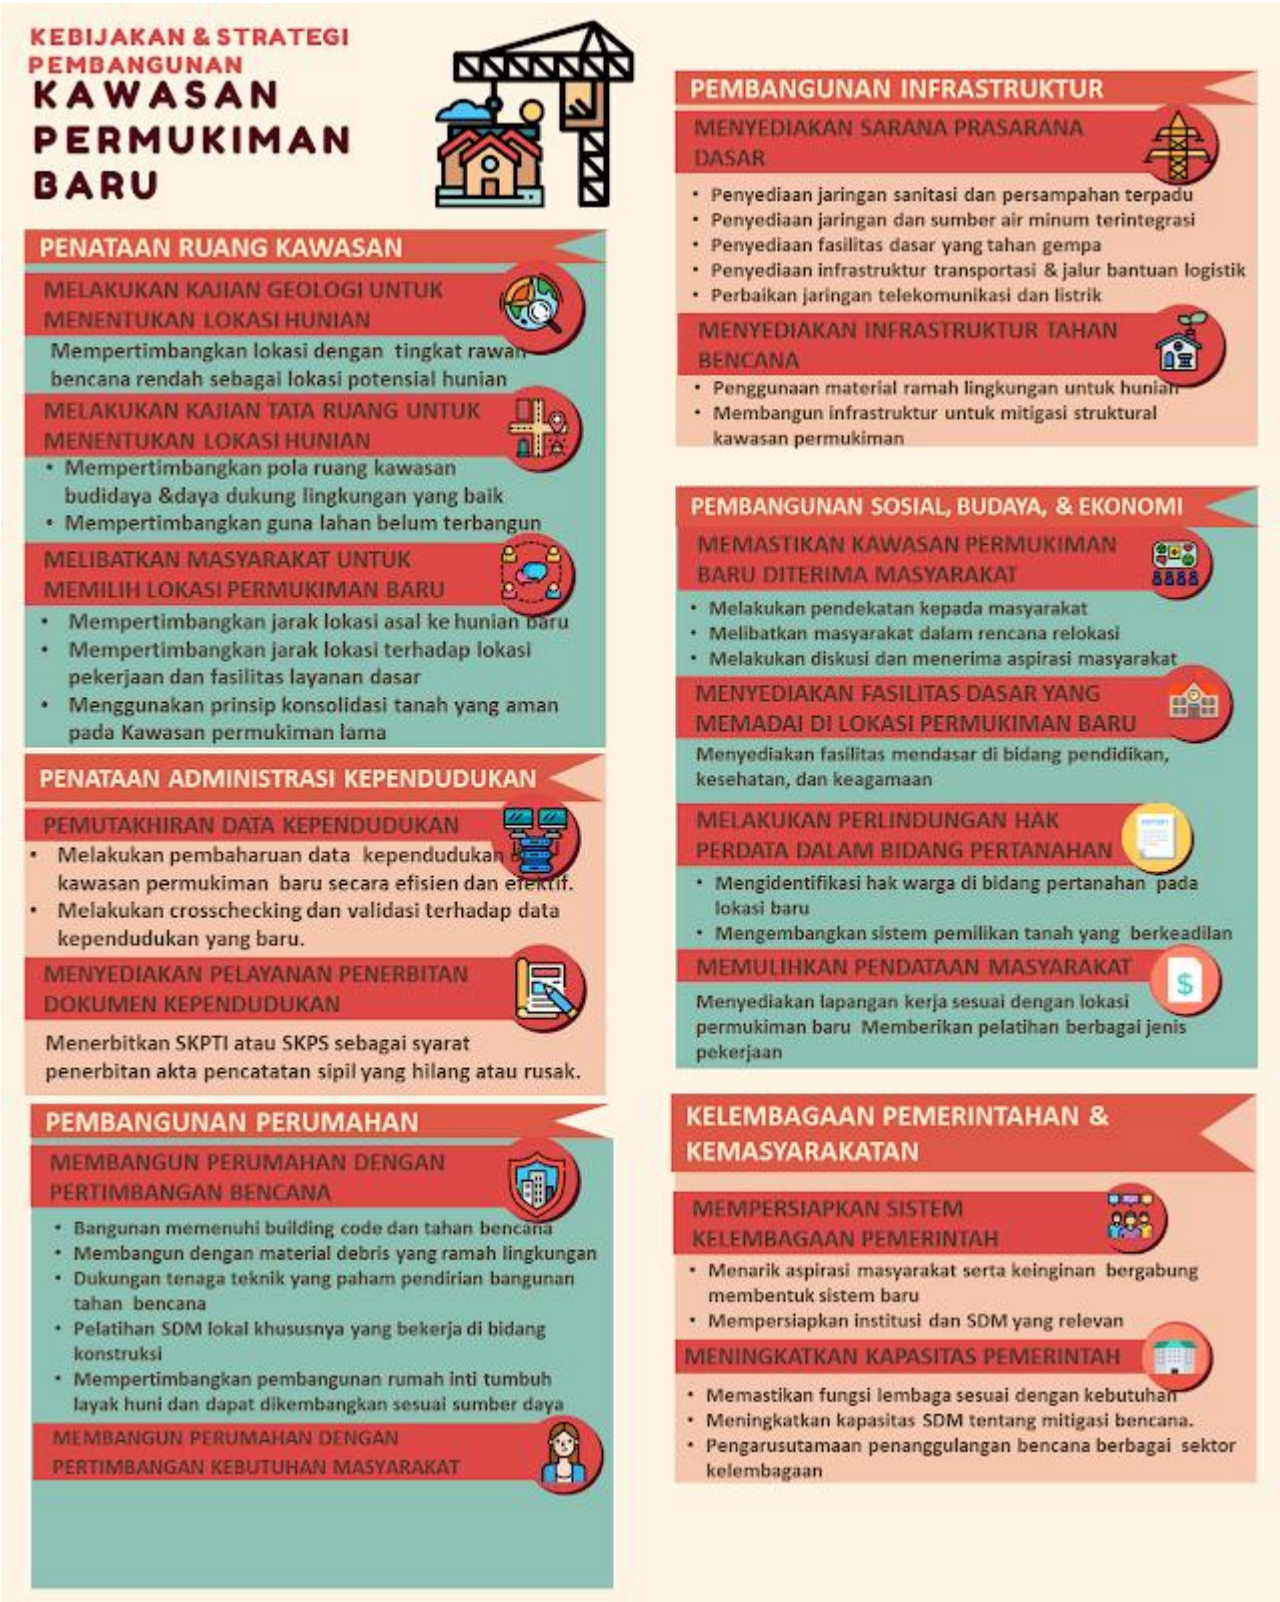 KEBIJAKAN & STRATEGI
PEMBANGUNAN
KAWASAN
PERMUKIMAN
BARU
PENATAAN RUANG KAWASAN
MELAKUKAN KAJIAN GEOLOGI UNTUK
MENENTUKAN LOKASI HUNIAN
Mempertimbangkan lokasi dengan tingkat rawan
bencana rendah sebagai lokasi potensial hunian
MELAKUKAN KAJIAN TATA RUANG UNTUK
MENENTUKAN LOKASI HUNIAN
• Mempertimbangkan pola ruang kawasan
budidaya &daya dukung lingkungan yang baik
• Mempertimbangkan guna lahan belum terbangun
MELIBATKAN MASYARAKAT UNTUK
MEMILIH LOKASI PERMUKIMAN BARU
• Mempertimbangkan jarak lokasi asal ke hunian baru
• Mempertimbangkan jarak lokasi terhadap lokasi
pekerjaan dan fasilitas layanan dasar
• Menggunakan prinsip konsolidasi tanah yang aman
pada Kawasan permukiman lama
PENATAAN ADMINISTRASI KEPENDUDUKAN
PEMUTAKHIRAN DATA KEPENDUDUKAN
• Melakukan pembaharuan data kependudukan
kawasan permukiman baru secara efisien dan efektif.
• Melakukan crosschecking dan validasi terhadap data
kependudukan yang baru.
MENYEDIAKAN PELAYANAN PENERBITAN
DOKUMEN KEPENDUDUKAN
Menerbitkan SKPTI atau SKPS sebagai syarat
penerbitan akta pencatatan sipil yang hilang atau rusak.
PEMBANGUNAN PERUMAHAN
MEMBANGUN PERUMAHAN DENGAN
PERTIMBANGAN BENCANA
• Bangunan memenuhi building code dan tahan bencana
• Membangun dengan material debris yang ramah lingkungan
• Dukungan tenaga teknik yang paham pendirian bangunan
tahan bencana
• Pelatihan SDM lokal khususnya yang bekerja di bidang
konstruksi
• Mempertimbangkan pembangunan rumah inti tumbuh
layak huni dan dapat dikembangkan sesuai sumber daya
MEMBANGUN PERUMAHAN DENGAN
PERTIMBANGAN KEBUTUHAN MASYARAKAT
PEMBANGUNAN INFRASTRUKTUR
MENYEDIAKAN SARANA PRASARANA
DASAR
• Penyediaan jaringan sanitasi dan persampahan terpadu
• Penyediaan jaringan dan sumber air minum terintegrasi
• Penyediaan fasilitas dasar yang tahan gempa
• Penyediaan infrastruktur transportasi & jalur bantuan logistik
• Perbaikan jaringan telekomunikasi dan listrik
MENYEDIAKAN INFRASTRUKTUR TAHAN
BENCANA
• Penggunaan material ramah lingkungan untuk hunian
• Membangun infrastruktur untuk mitigasi struktural
kawasan permukiman
PEMBANGUNAN SOSIAL, BUDAYA, & EKONOMI
MEMASTIKAN KAWASAN PERMUKIMAN
BARU DITERIMA MASYARAKAT
• Melakukan pendekatan kepada masyarakat
• Melibatkan masyarakat dalam rencana relokasi
• Melakukan diskusi dan menerima aspirasi masyarakat
MENYEDIAKAN FASILITAS DASAR YANG
MEMADAI DI LOKASI PERMUKIMAN BARU
Menyediakan fasilitas mendasar di bidang pendidikan,
kesehatan, dan keagamaan
MELAKUKAN PERLINDUNGAN HAK
PERDATA DALAM BIDANG PERTANAHAN
• Mengidentifikasi hak warga di bidang pertanahan pada
lokasi baru
• Mengembangkan sistem pemilikan tanah yang berkeadilan
MEMULIHKAN PENDATAAN MASYARAKAT
Menyediakan lapangan kerja sesuai dengan lokasi
permukiman baru Memberikan pelatihan berbagai jenis
pekerjaan
KELEMBAGAAN PEMERINTAHAN &
KEMASYARAKATAN
MEMPERSIAPKAN SISTEM
KELEMBAGAAN PEMERINTAH
• Menarik aspirasi masyarakat serta keinginan bergabung
membentuk sistem baru
• Mempersiapkan institusi dan SDM yang relevan
MENINGKATKAN KAPASITAS PEMERINTAH
• Memastikan fungsi lembaga sesuai dengan kebutuhan
• Meningkatkan kapasitas SDM tentang mitigasi bencana.
• Pengarusutamaan penanggulangan bencana berbagai sektor
kelembagaan